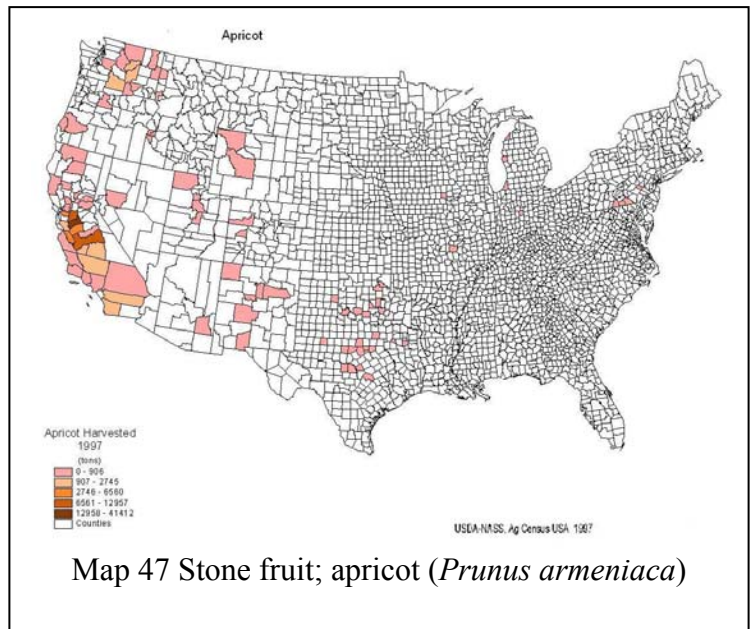 Apricot
Apricot Harvested
1997
(tons)
0 - 906
907 - 2745
2746 - 6560
6561 - 12957
12958 - 41412
Counties
USDA-NASS, Ag Census USA 1997
Map 47 Stone fruit; apricot (Prunus armeniaca)